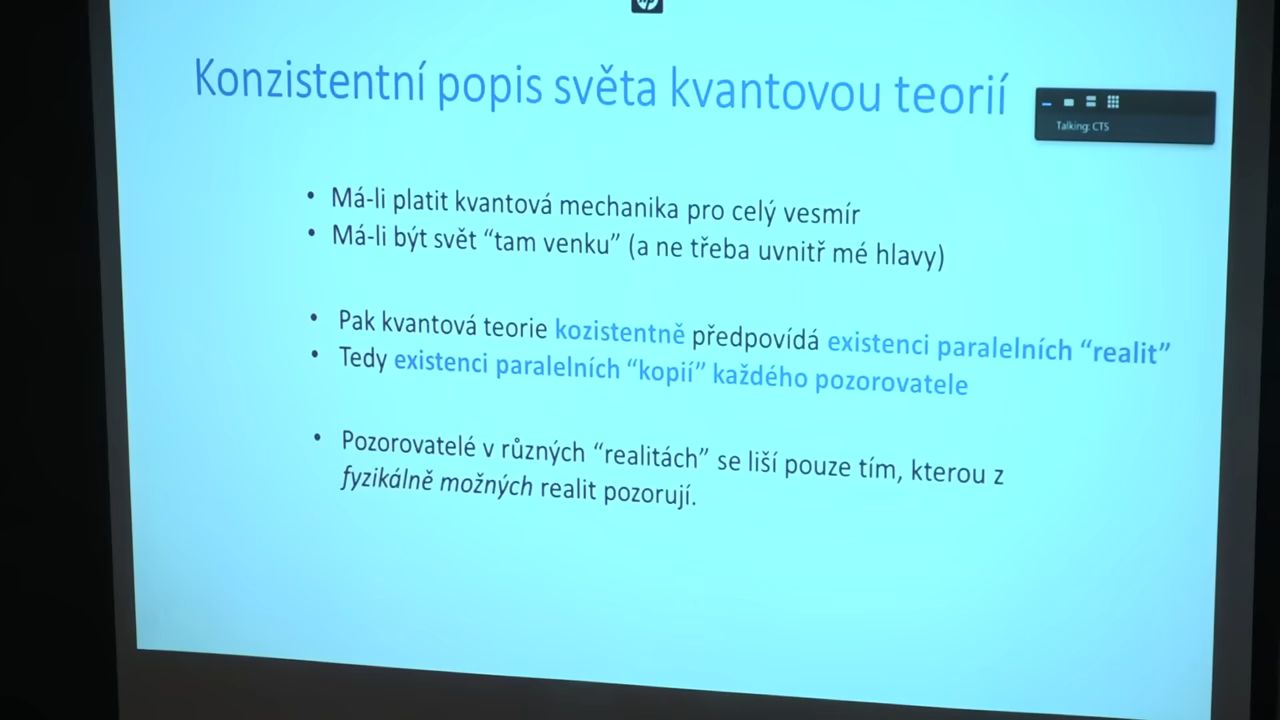 hp
Konzistentní popis světa kvantovou teorií
Talking: CTS
• Má-li platit kvantová mechanika pro celý vesmír
• Má-li být svět “tam venku” (a ne třeba uvnitř mé hlavy)
• Pak kvantová teorie kozistentně předpovídá existenci paralelních “realit”
• Tedy existenci paralelních “kopií” každého pozorovatele
• Pozorovatelé v různých “realitách” se liší pouze tím, kterou z
fyzikálně možných realit pozorují.